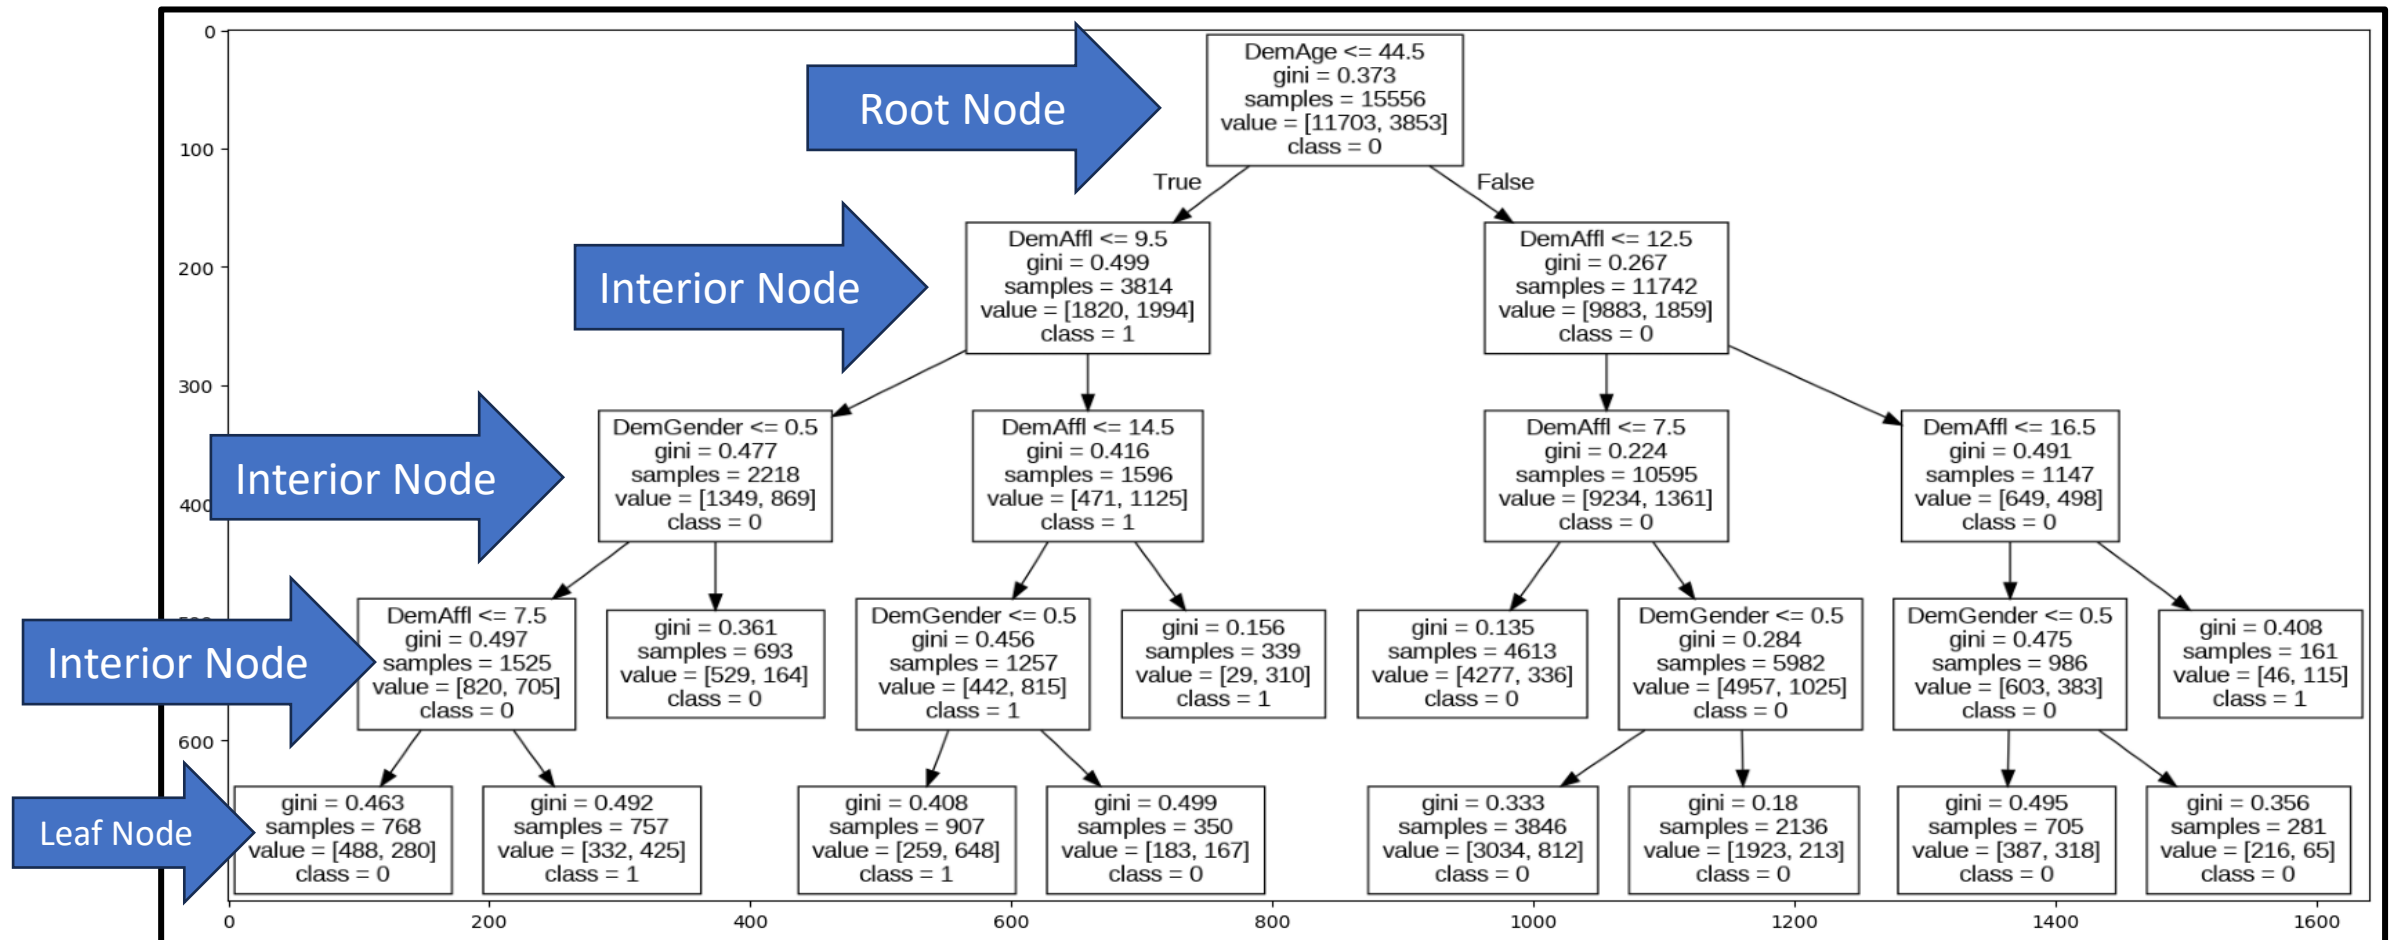 0
100
200
300
400
600
Root Node
DemAge <= 44.5
gini = 0.373
samples = 15556
value = [11703, 3853]
class = 0
True
False
Interior Node
DemAffl <= 9.5
gini = 0.499
samples = 3814
value = [1820, 1994]
class = 1
DemAffl <= 12.5
gini = 0.267
samples = 11742
value = [9883, 1859]
class = 0
Interior Node
DemGender <= 0.5
gini = 0.477
samples = 2218
value = [1349, 869]
class = 0
DemAffl <= 14.5
gini = 0.416
samples = 1596
value = [471, 1125]
class = 1
DemAffl <= 7.5
gini = 0.224
samples = 10595
value = [9234, 1361]
class = 0
DemAffl <= 16.5
gini = 0.491
samples = 1147
value = [649, 498]
class = 0
Interior Node
DemAffl <= 7.5
gini = 0.497
samples = 1525
value = [820, 705]
class = 0
gini = 0.361
samples = 693
value = [529, 164]
class = 0
DemGender <= 0.5
gini = 0.456
samples = 1257
value = [442, 815]
class = 1
gini = 0.156
samples = 339
value = [29, 310]
class = 1
gini = 0.135
samples = 4613
value = [4277, 336]
class = 0
DemGender <= 0.5
gini = 0.284
samples = 5982
value = [4957, 1025]
class = 0
DemGender <= 0.5
gini = 0.475
samples = 986
value = [603, 383]
class = 0
gini = 0.408
samples = 161
value = [46, 115]
class = 1
Leaf Node
gini = 0.463
samples = 768
value = [488, 280]
class = 0
gini = 0.492
samples = 757
value = [332, 425]
class = 1
gini = 0.408
samples = 907
value = [259, 648]
class = 1
gini = 0.499
samples = 350
value = [183, 167]
class = 0
gini = 0.333
samples = 3846
value = [3034, 812]
class = 0
gini = 0.18
samples = 2136
value = [1923, 213]
class = 0
gini = 0.495
samples = 705
value = [387, 318]
class = 0
gini = 0.356
samples = 281
value = [216, 65]
class = 0
0
200
400
600
800
1000
1200
1400
1600